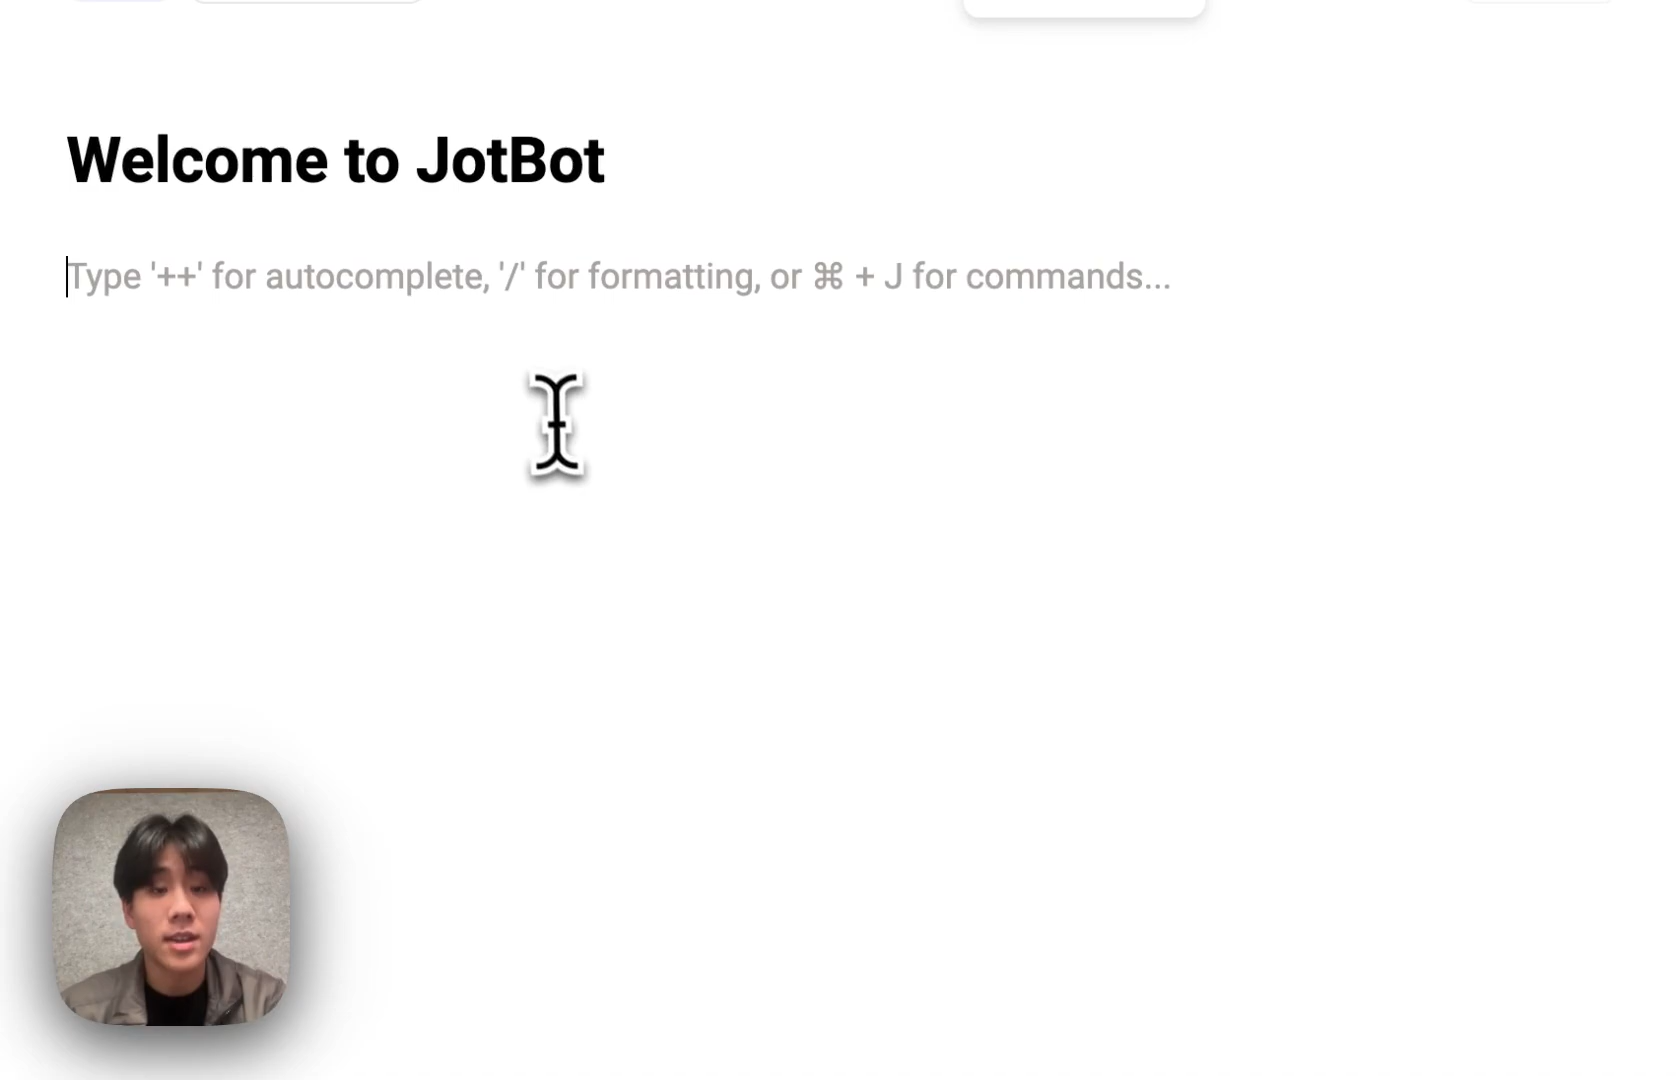 Welcome to JotBot
Type '++' for autocomplete, '/' for formatting, or ⌘ + J for commands...